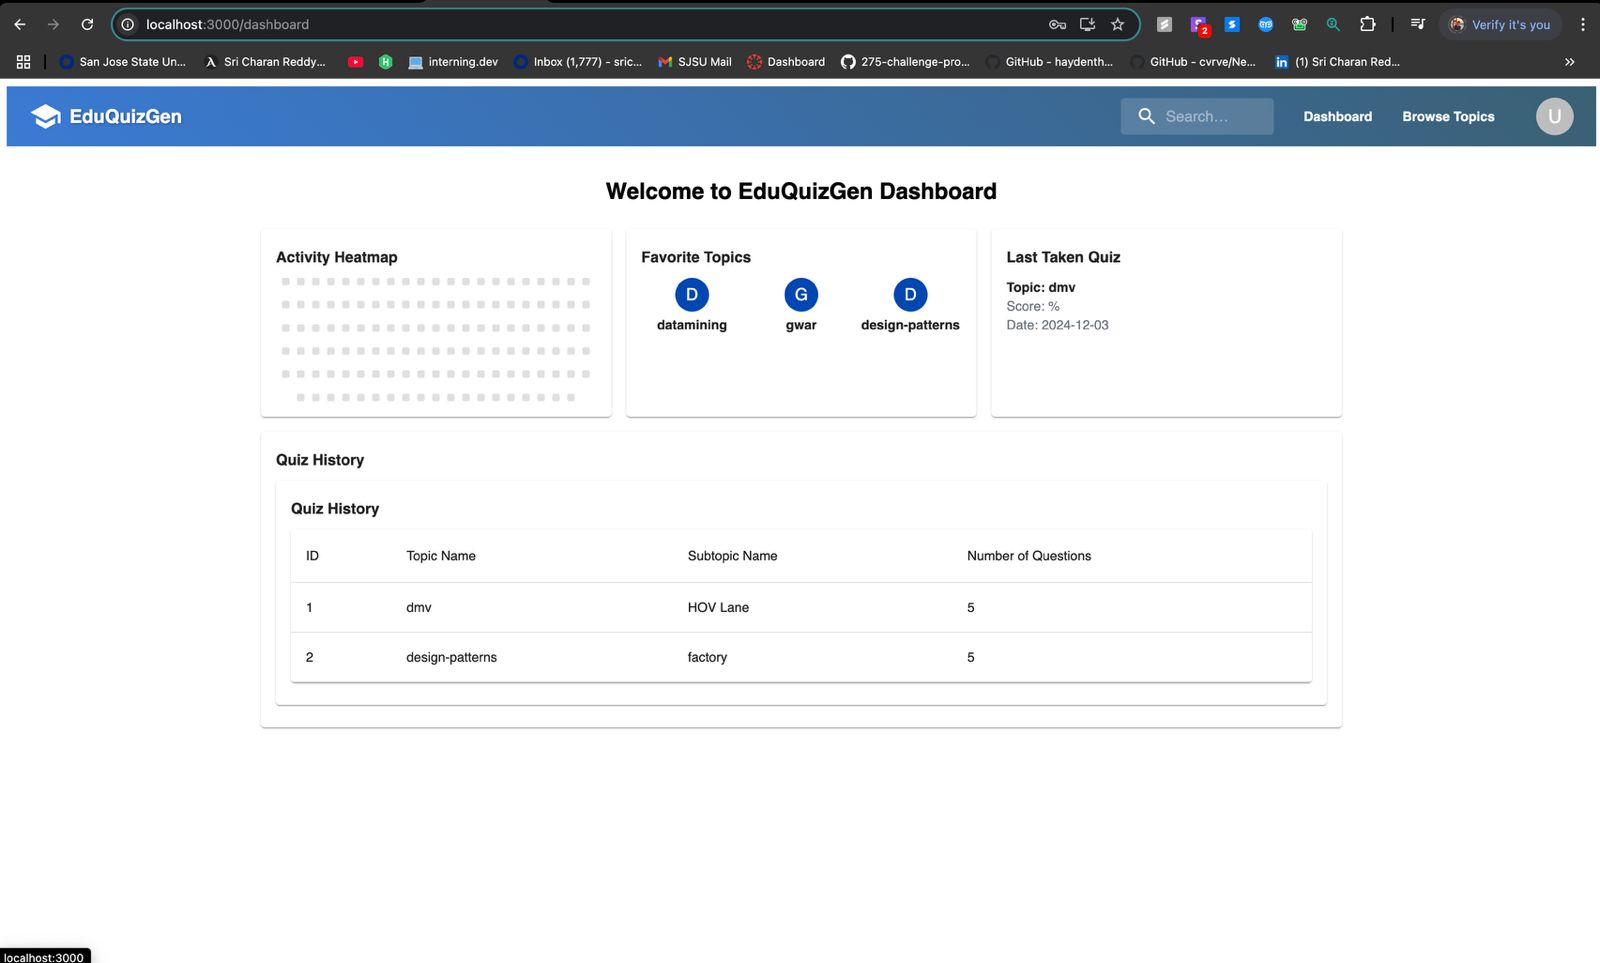 localhost:3000/dashboard
2
Verify it's you
San Jose State Un...
Sri Charan Reddy...
interning.dev
Inbox (1,777) - sric...
SJSU Mail
Dashboard
275-challenge-pro...
GitHub - haydenth...
GitHub - cvrve/Ne...
(1) Sri Charan Red...
EduQuizGen
Search...
Dashboard
Browse Topics
U
Welcome to EduQuizGen Dashboard
Activity Heatmap
Favorite Topics
D
G
D
datamining
gwar
design-patterns
Last Taken Quiz
Topic: dmv
Score: %
Date: 2024-12-03
Quiz History
Quiz History
ID Topic Name Subtopic Name Number of Questions
1 dmv HOV Lane 5
2 design-patterns factory 5
localhost:3000